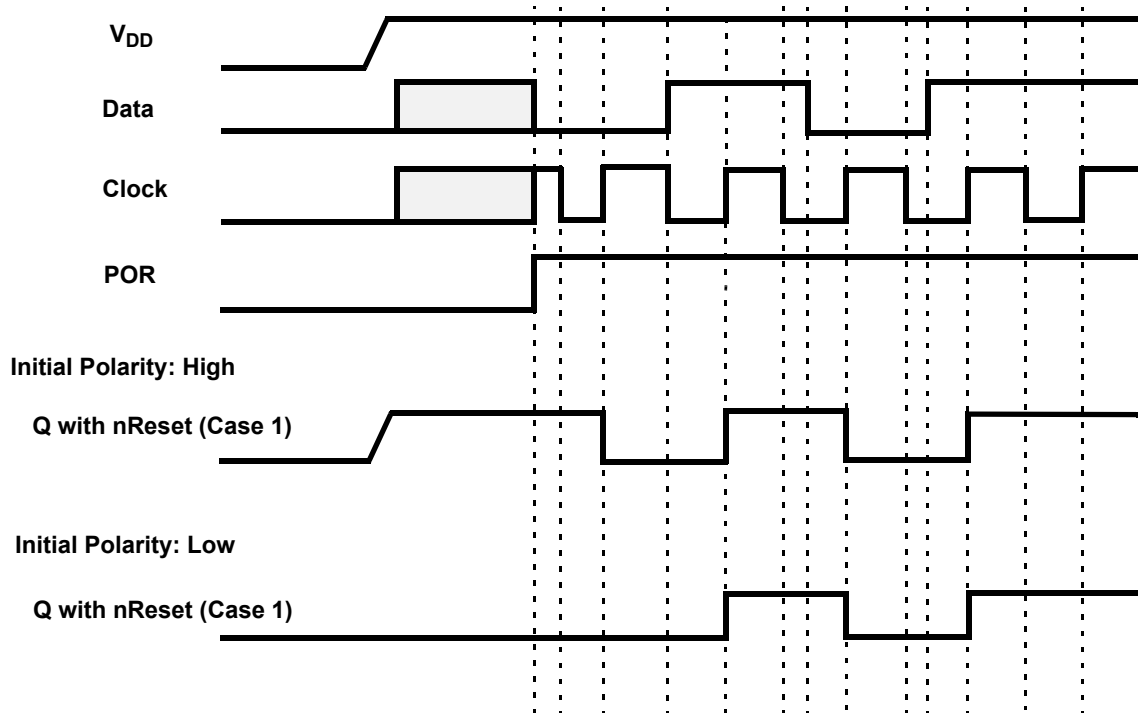 VDD
Data
Clock
POR
Initial Polarity: High
Q with nReset (Case 1)
Initial Polarity: Low
Q with nReset (Case 1)